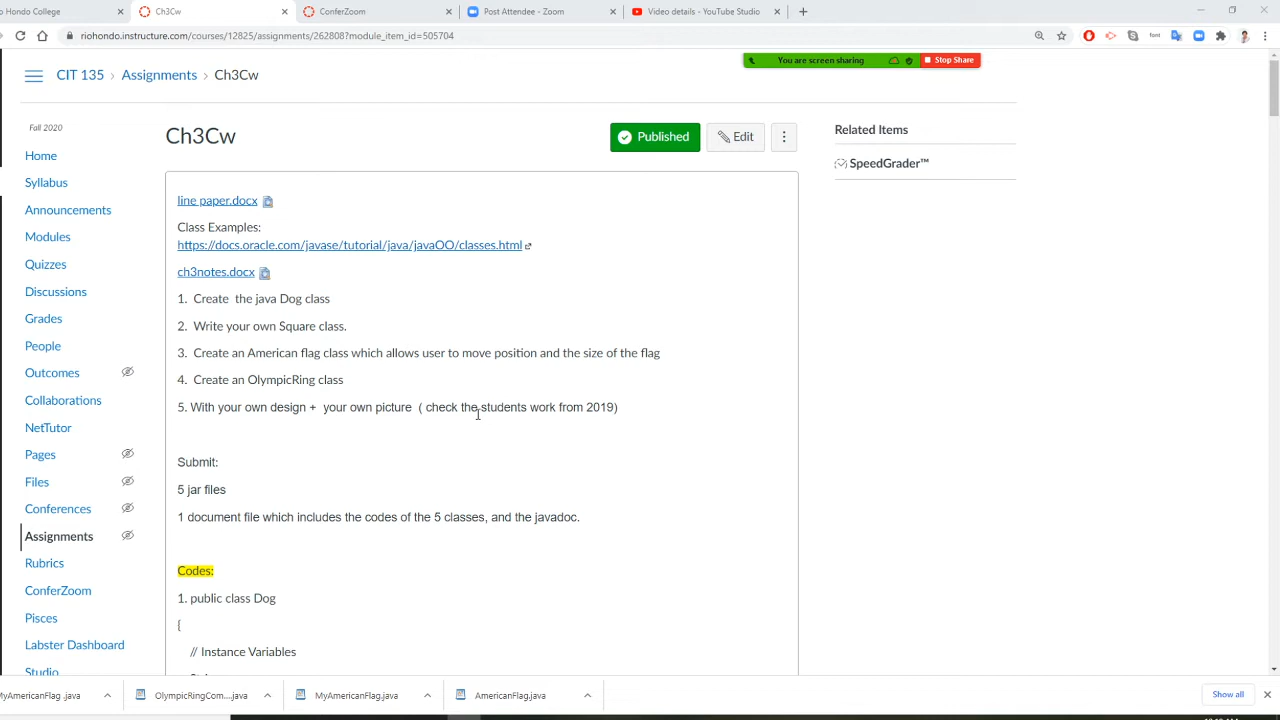 o Hondo College
Ch3Cw
ConferZoom
Post Attendee - Zoom
Video details - YouTube Studio
riohondo.instructure.com/courses/12825/assignments/262808?module_item_id=505704
You are screen sharing
Stop Share
CIT 135 › Assignments › Ch3Cw
Fall 2020
Home
Syllabus
Announcements
Modules
Quizzes
Discussions
Grades
People
Outcomes
Collaborations
NetTutor
Pages
Files
Conferences
Assignments
Rubrics
ConferZoom
Pisces
Labster Dashboard
Studio
Ch3Cw
Published
Edit
line paper.docx
Class Examples:
https://docs.oracle.com/javase/tutorial/java/javaOO/classes.html
ch3notes.docx
1. Create the java Dog class
2. Write your own Square class.
3. Create an American flag class which allows user to move position and the size of the flag
4. Create an OlympicRing class
5. With your own design + your own picture ( check the students work from 2019)
Submit:
5 jar files
1 document file which includes the codes of the 5 classes, and the javadoc.
Codes:
1. public class Dog
{
// Instance Variables
Related Items
SpeedGrader™
MyAmericanFlag .java
OlympicRingCom....java
MyAmericanFlag.java
AmericanFlag.java
Show all